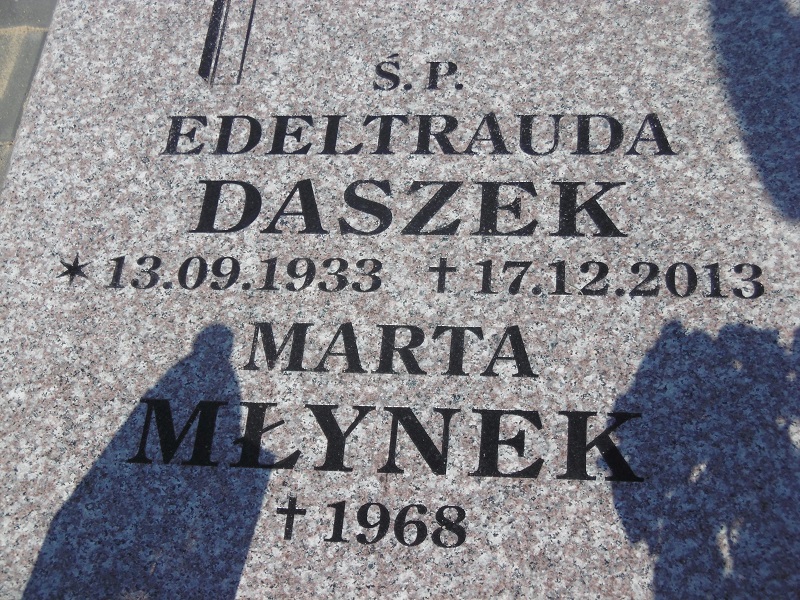 Ś.P.
EDELTRAUDA
DASZEK
✶ 13.09.1933 ✝ 17.12.2013
MARTA
MŁYNEK
✝ 1968